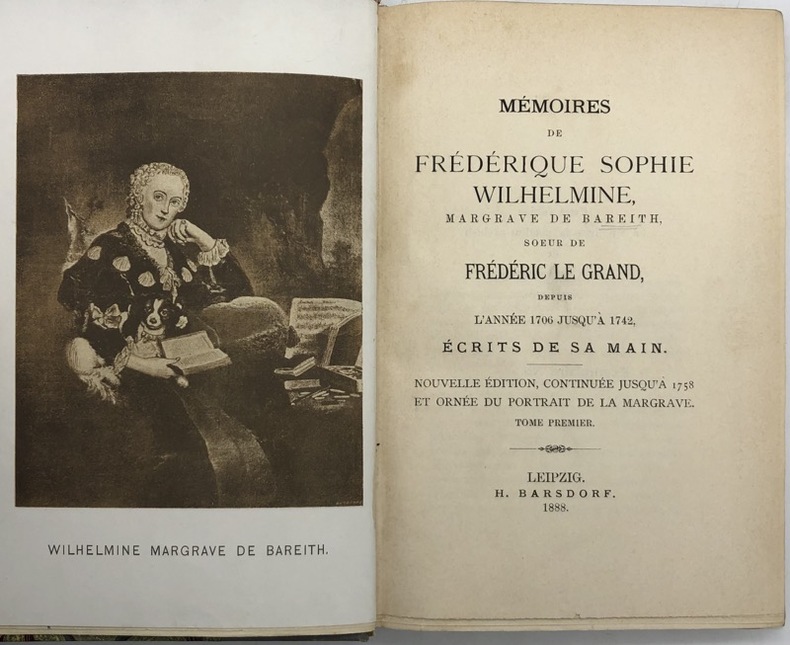 WILHELMINE MARGRAVE DE BAREITH.
MÉMOIRES
DE
FRÉDÉRIQUE SOPHIE
WILHELMINE,
MARGRAVE DE BAREITH,
SOEUR DE
FRÉDÉRIC LE GRAND,
DEPUIS
L'ANNÉE 1706 JUSQU'À 1742,
ÉCRITS DE SA MAIN.
NOUVELLE ÉDITION, CONTINUÉE JUSQU'À 1758
ET ORNÉE DU PORTRAIT DE LA MARGRAVE.
TOME PREMIER.
LEIPZIG.
H. BARSDORF.
1888.